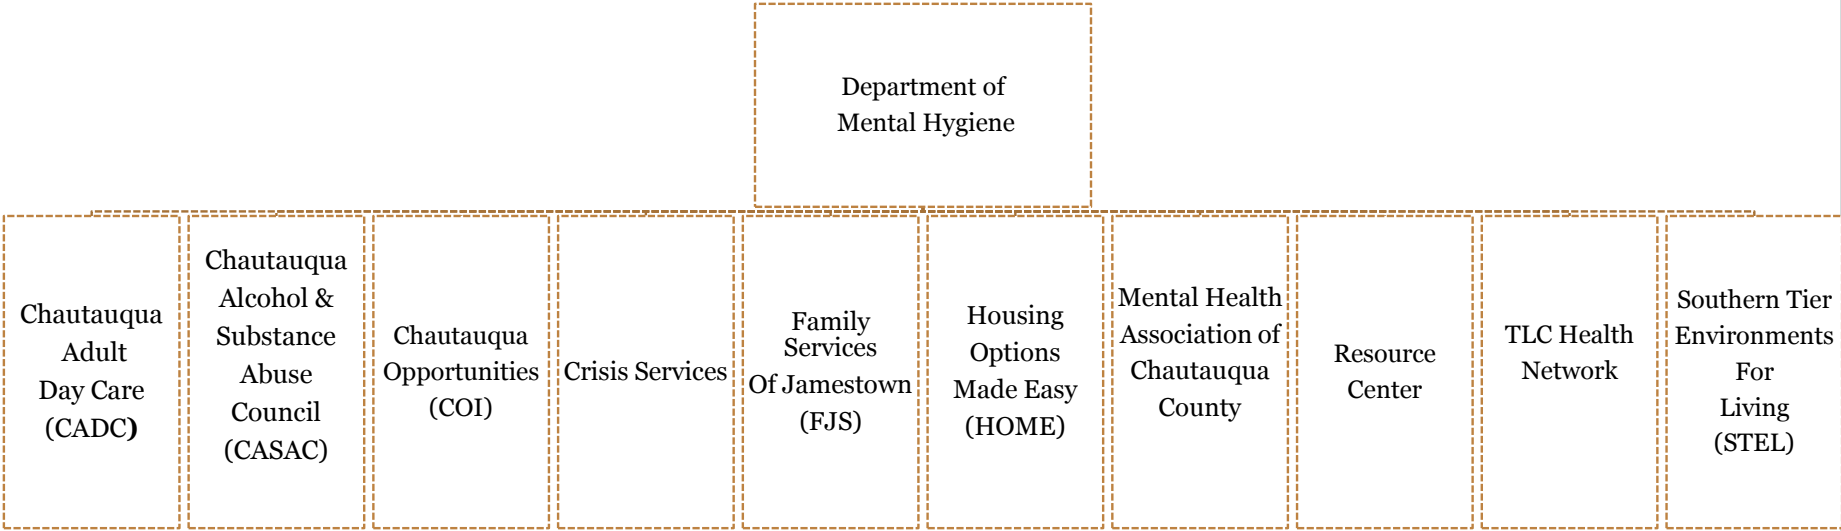 Department of
Mental Hygiene
Chautauqua
Adult
Day Care
(CADC)
Chautauqua
Alcohol &
Substance
Abuse
Council
(CASAC)
Chautauqua
Opportunities
(COI)
Crisis Services
Family
Services
Of Jamestown
(FJS)
Housing
Options
Made Easy
(HOME)
Mental Health
Association of
Chautauqua
County
Resource
Center
TLC Health
Network
Southern Tier
Environments
For
Living
(STEL)